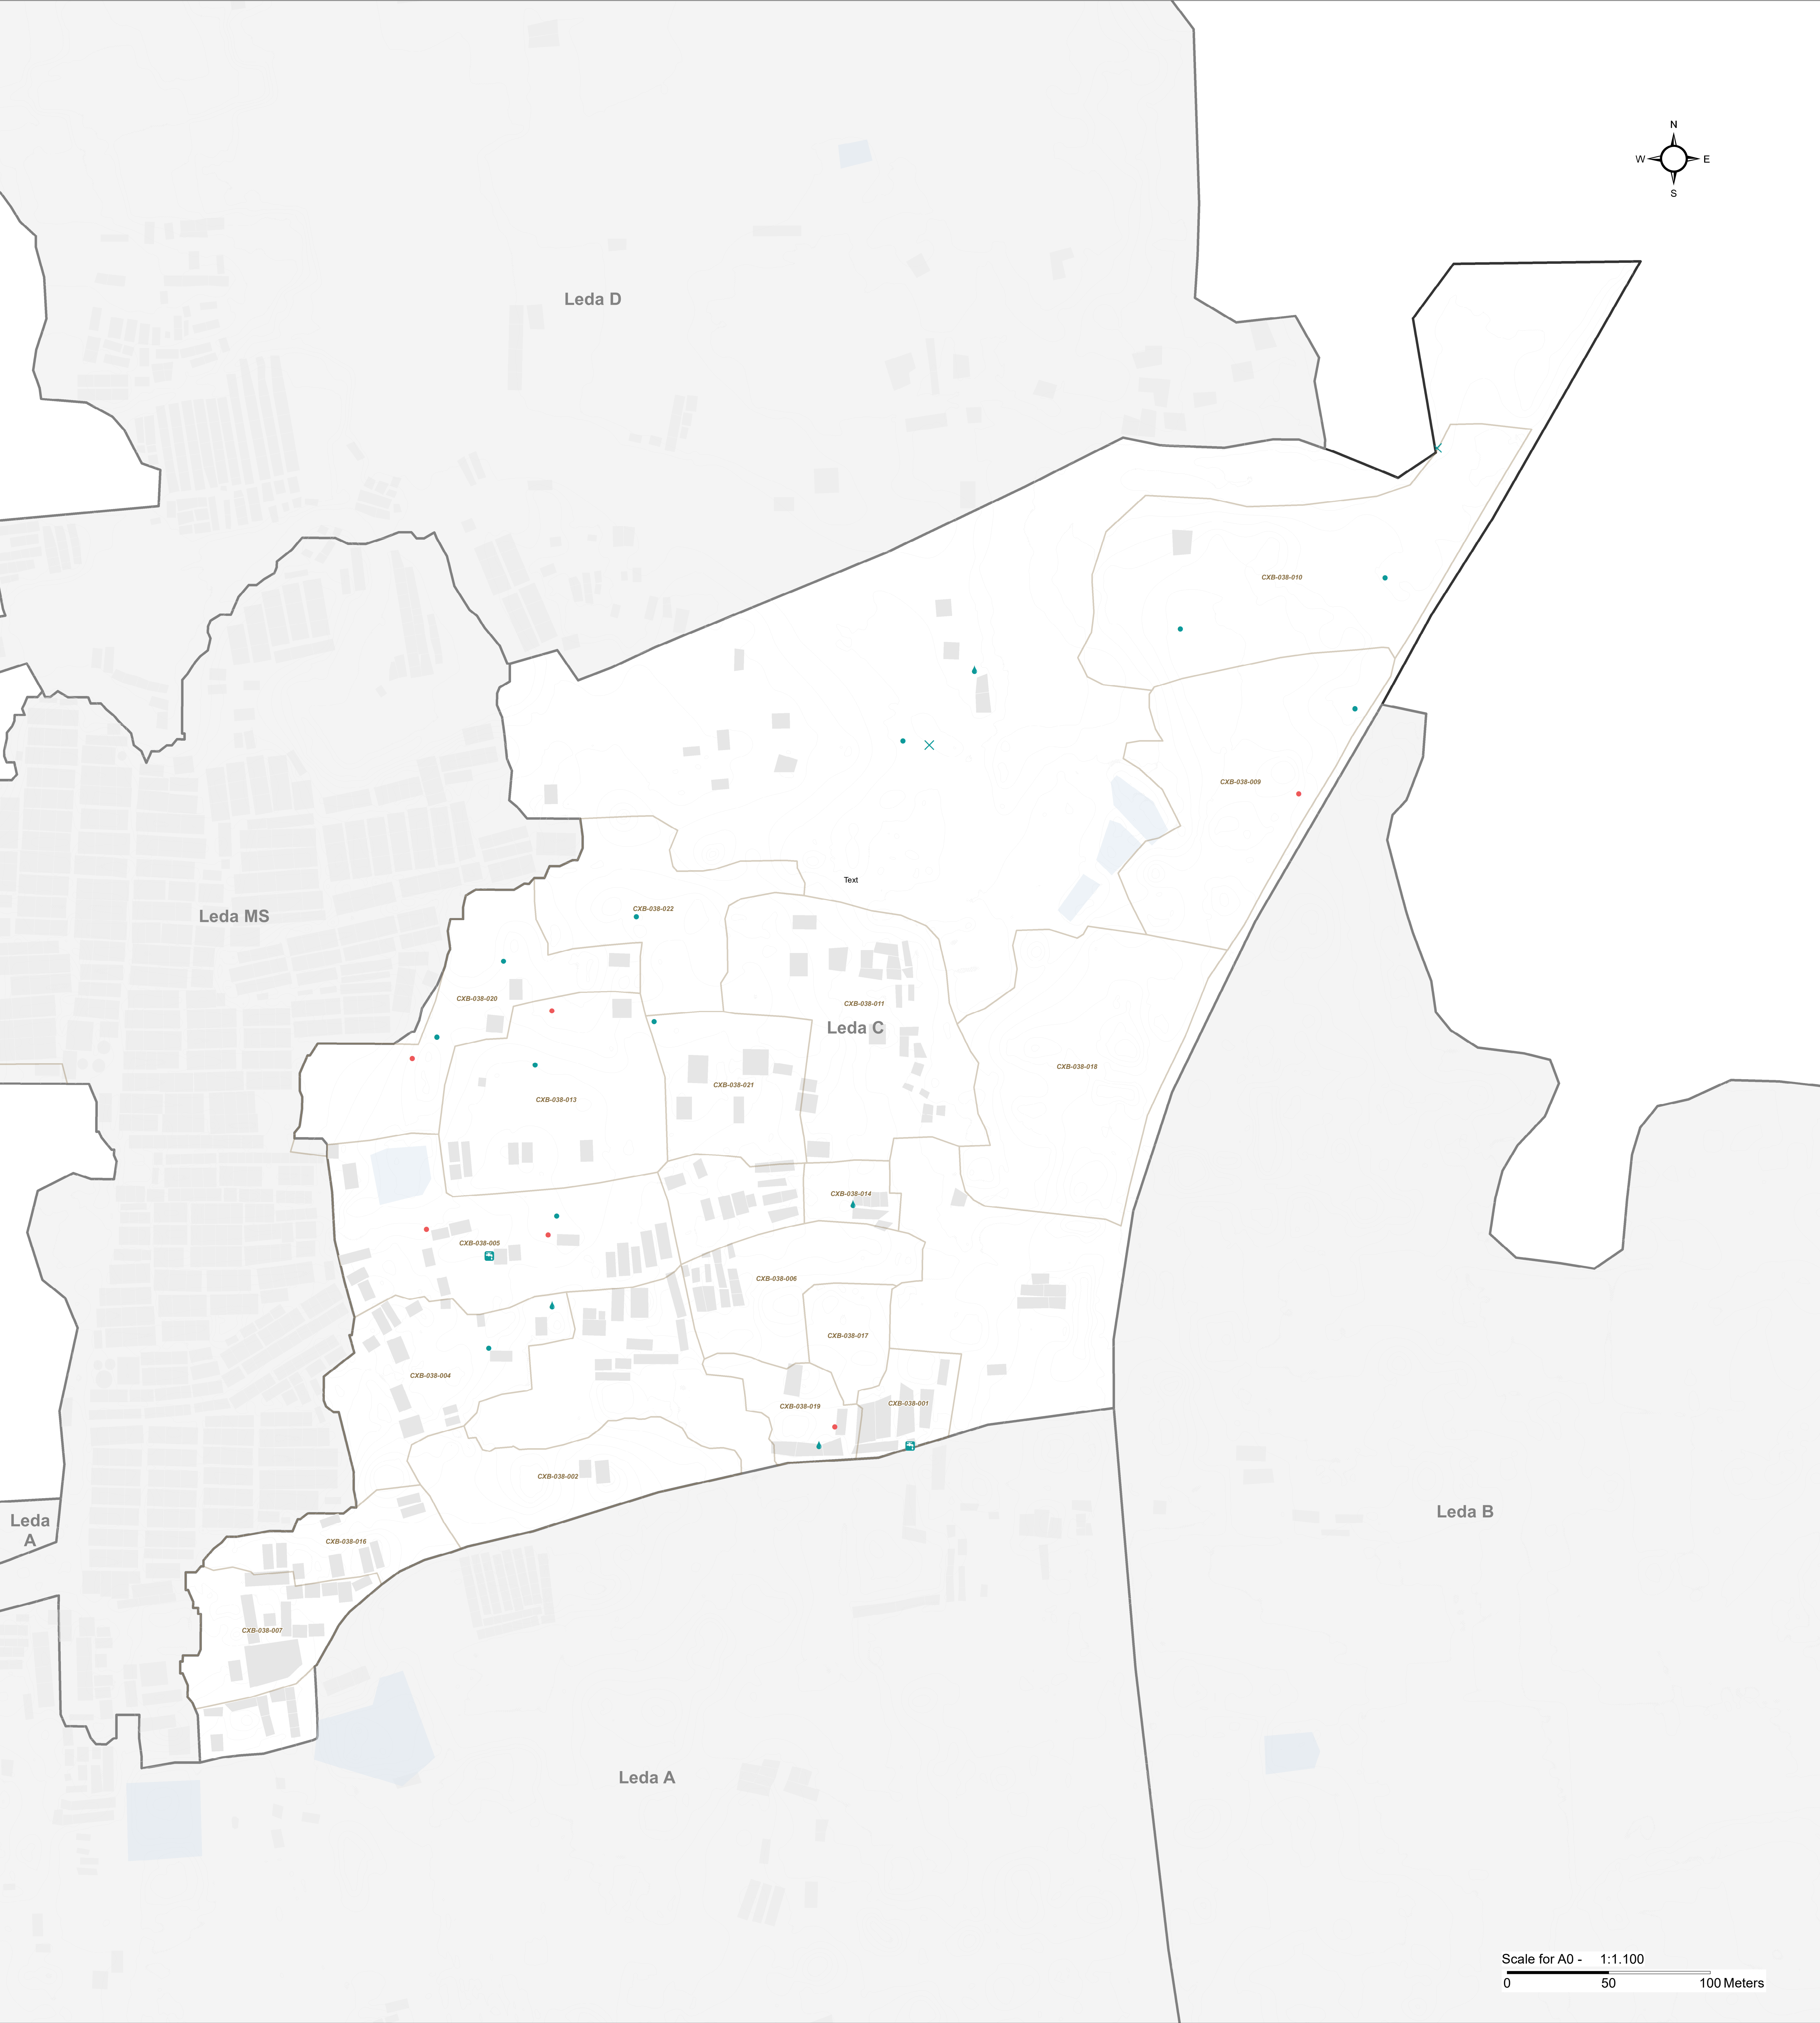 N
W E
S
Leda D
CXB-038-010
CXB-038-009
Text
CXB-038-022
Leda MS
CXB-038-020
CXB-038-011
Leda C
CXB-038-018
CXB-038-021
CXB-038-013
CXB-038-014
CXB-038-005
CXB-038-006
CXB-038-017
CXB-038-004
CXB-038-019
CXB-038-001
CXB-038-002
Leda B
Leda
A
CXB-038-016
CXB-038-007
Leda A
Scale for A0 - 1:1.100
0 50 100 Meters